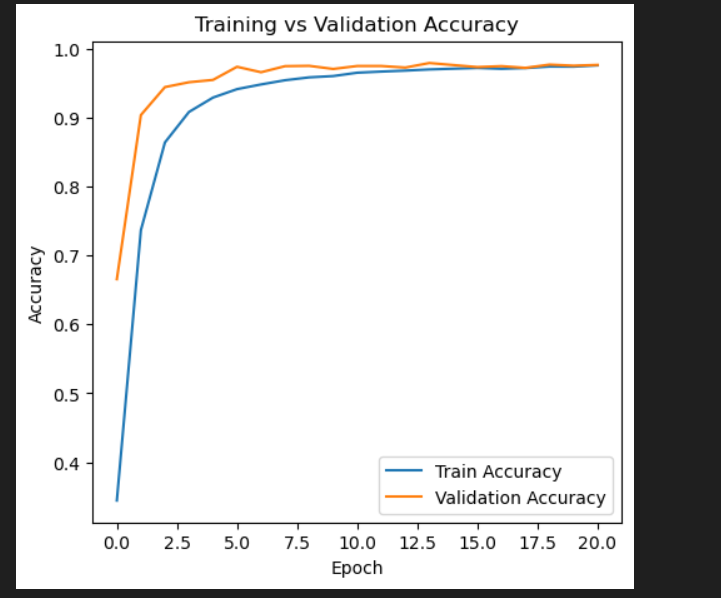 Training vs Validation Accuracy
1.0
0.9
0.8
0.7
0.6
0.5
0.4
Accuracy
0.0 2.5 5.0 7.5 10.0 12.5 15.0 17.5 20.0
Epoch
Train Accuracy
Validation Accuracy